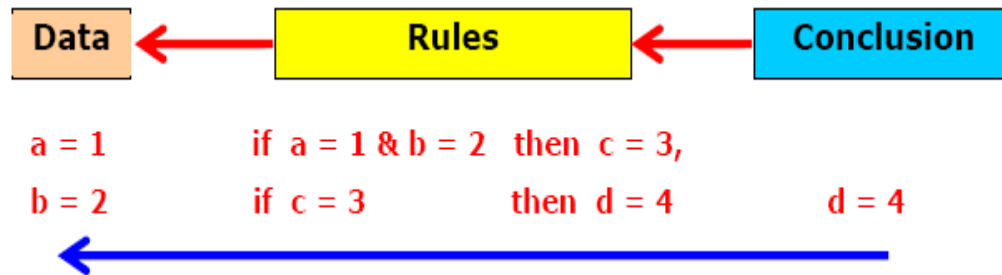 Data Rules Conclusion
a = 1 if a = 1 & b = 2 then c = 3,
b = 2 if c = 3 then d = 4 d = 4